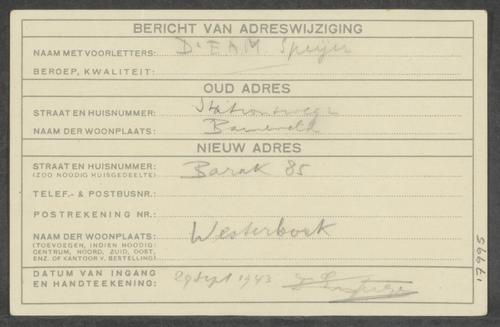 BERICHT VAN ADRESWIJZIGING
NAAM MET VOORLETTERS: Dr E.A.M. Speijer
BEROEP, KWALITEIT:
OUD ADRES
STRAAT EN HUISNUMMER: Stationsweg
NAAM DER WOONPLAATS: Barneveld
NIEUW ADRES
STRAAT EN HUISNUMMER: Barak 85
(ZOO NOODIG HUISGEDEELTE)
TELEF.- & POSTBUSNR.:
POSTREKENING NR.:
NAAM DER WOONPLAATS: Westerbork
(TOEVOEGEN, INDIEN NOODIG:
CENTRUM, NOORD, ZUID, OOST,
ENZ. OF KANTOOR V. BESTELLING)
DATUM VAN INGANG
EN HANDTEEKENING: 29 Sept 1943
17995